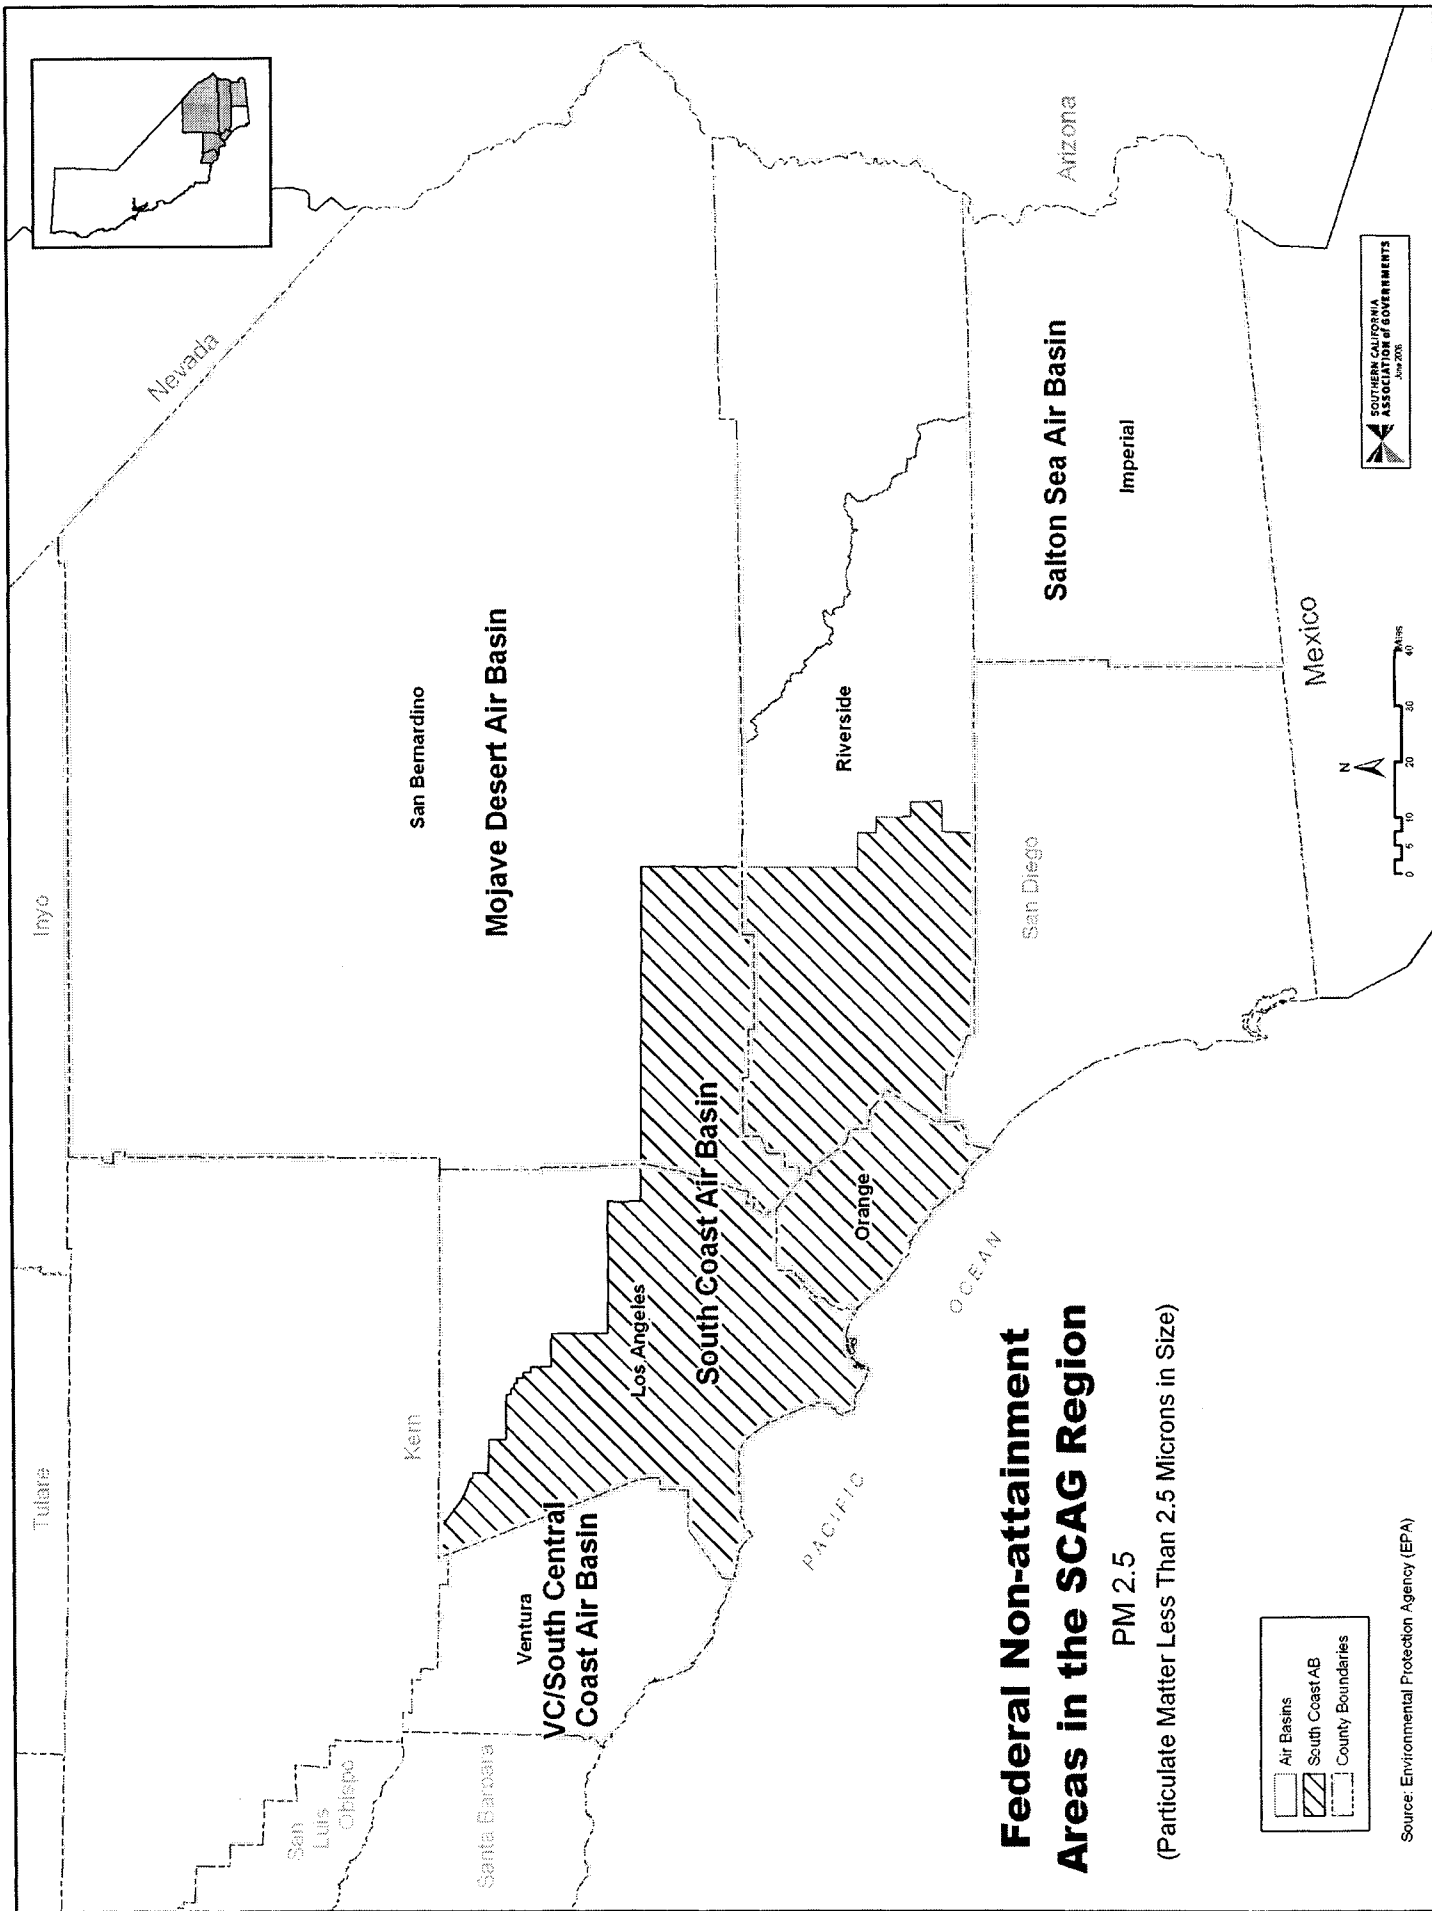 Federal Non-attainment
Areas in the SCAG Region
PM 2.5
(Particulate Matter Less Than 2.5 Microns in Size)
Tulare
Inyo
Nevada
San
Luis
Obispo
Kern
San Bernardino
Mojave Desert Air Basin
Santa Barbara
Ventura
VC/South Central
Coast Air Basin
Los Angeles
South Coast Air Basin
Orange
Riverside
Arizona
PACIFIC
OCEAN
San Diego
Salton Sea Air Basin
Imperial
Mexico
Air Basins
South Coast AB
County Boundaries
N
0 5 10 20 30 40
Miles
SOUTHERN CALIFORNIA
ASSOCIATION of GOVERNMENTS
June 2006
Source: Environmental Protection Agency (EPA)